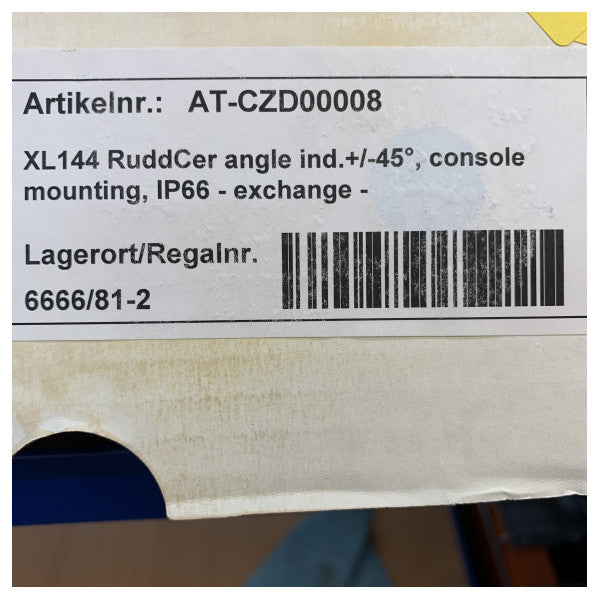 Artikelnr.: AT-CZD00008
XL144 RuddCer angle ind.+/-45°, console
mounting, IP66 - exchange -
Lagerort/Regalnr.
6666/81-2